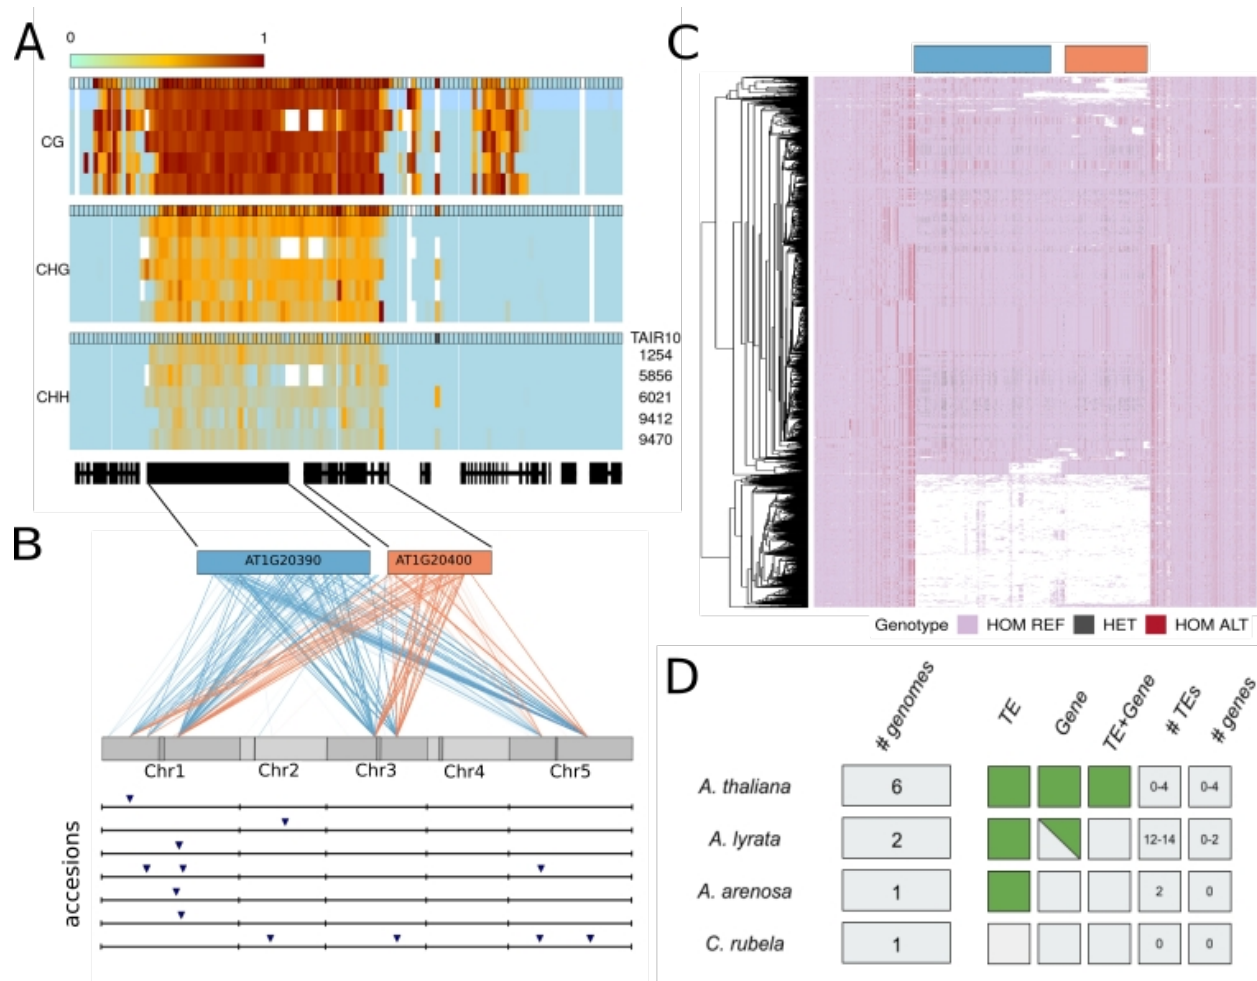 A
0 1
CG
CHG
CHH
TAIR10
1254
5856
6021
9412
9470
B
AT1G20390 AT1G20400
Chr1 Chr2 Chr3 Chr4 Chr5
accesions
C
Genotype HOM REF HET HOM ALT
D
# genomes TE Gene TE+Gene # TEs # genes
A. thaliana 6 0-4 0-4
A. lyrata 2 12-14 0-2
A. arenosa 1 2 0
C. rubela 1 0 0